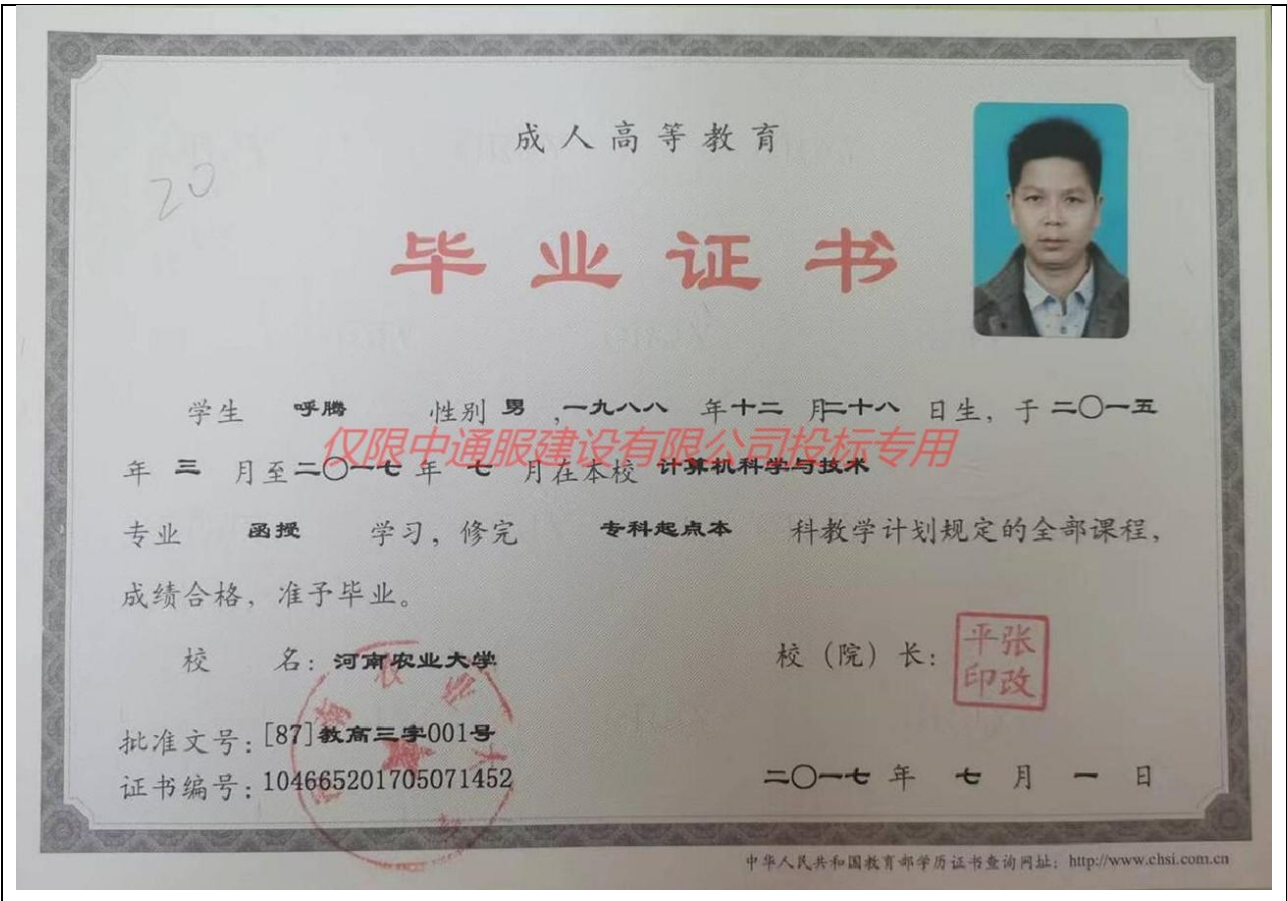 成人高等教育
20
毕业证书
学生 呼腾 性别 男 ,一九八八 年十二 月二十八 日生, 于 二〇一五
仅限中通服建设有限公司投标专用
年 三 月至二〇一七年 七 月在本校 计算机科学与技术
专业 函授 学习, 修完 专科起点本 科教学计划规定的全部课程,
成绩合格, 准予毕业。
校 名: 河南农业大学
校 (院) 长:
张改平印
批准文号: [87]教高三字001号
证书编号: 104665201705071452
二〇一七 年 七 月 一 日
中华人民共和国教育部学历证书查询网址: http://www.chsi.com.cn